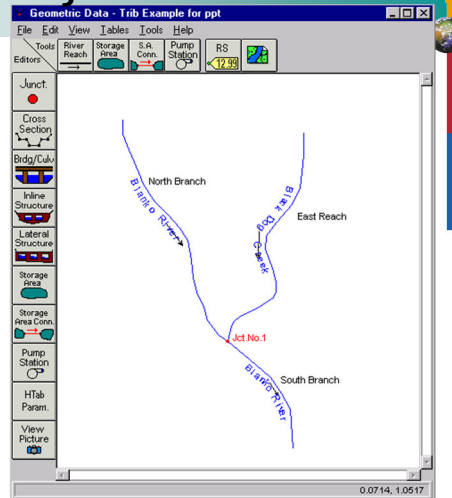 Geometric Data - Trib Example for ppt
File Edit View Tables Tools Help
Tools
Editors
River
Reach
Storage
Area
S.A.
Conn.
Pump
Station
RS
12.99
Junct.
Cross
Section
Brdg/Culv
Inline
Structure
Lateral
Structure
Storage
Area
Storage
Area Conn.
Pump
Station
HTab
Param.
View
Picture
North Branch
Blanko River
Black Dog Creek
East Reach
Jct.No.1
Blanko River
South Branch
0.0714, 1.0517